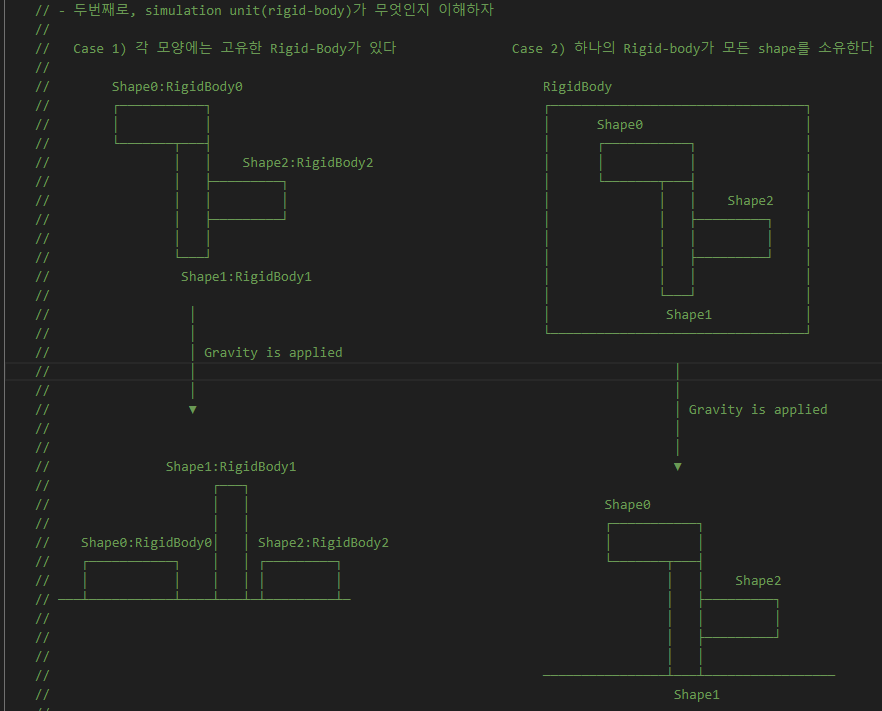 // - 두번째로, simulation unit(rigid-body)가 무엇인지 이해하자
//
// Case 1) 각 모양에는 고유한 Rigid-Body가 있다 Case 2) 하나의 Rigid-body가 모든 shape를 소유한다
//
// Shape0:RigidBody0 RigidBody
//
// Shape0
//
// Shape2:RigidBody2
//
// Shape2
//
//
//
// Shape1:RigidBody1
//
// Shape1
//
// Gravity is applied
//
//
// ▼ Gravity is applied
//
//
// Shape1:RigidBody1 ▼
//
// Shape0
//
// Shape0:RigidBody0 Shape2:RigidBody2
//
// Shape2
//
//
//
//
//
// Shape1
//